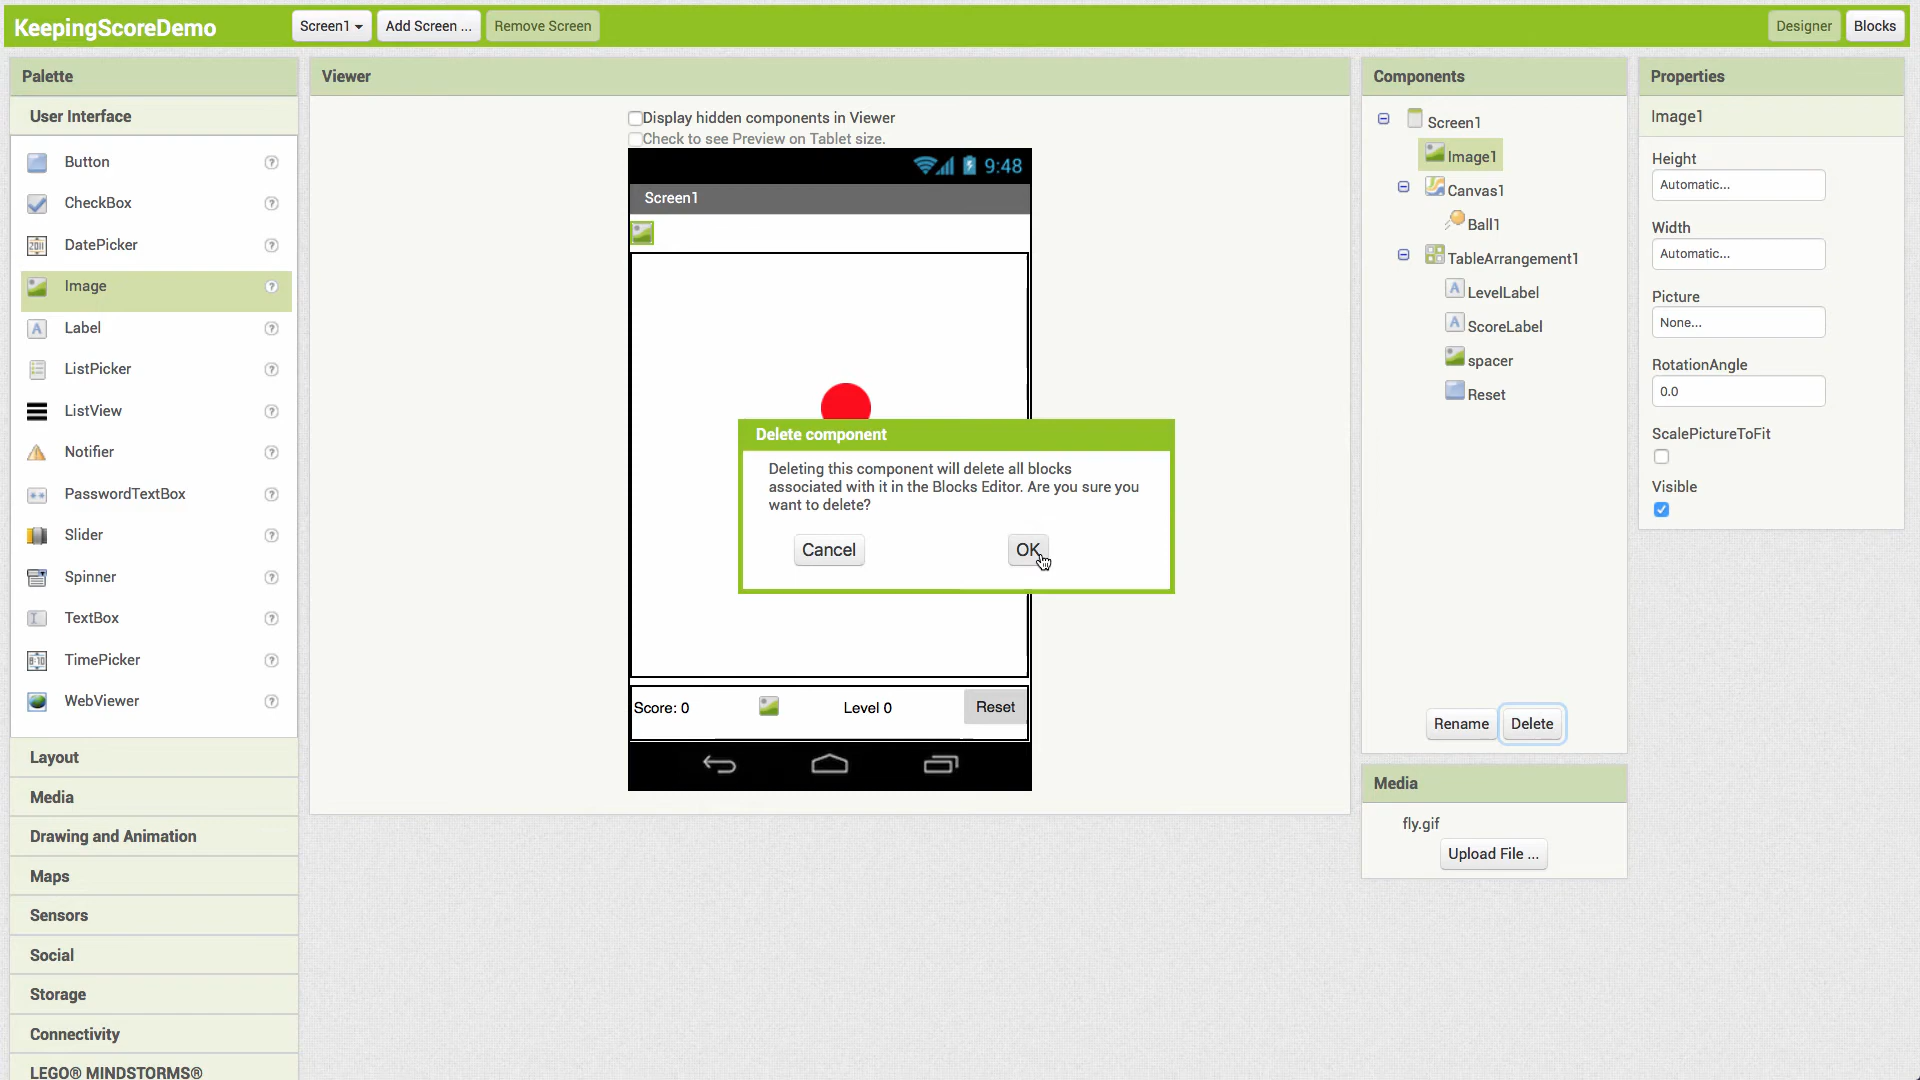 KeepingScoreDemo
Screen1
Add Screen ...
Remove Screen
Designer
Blocks
Palette
User Interface
Button
CheckBox
DatePicker
Image
Label
ListPicker
ListView
Notifier
PasswordTextBox
Slider
Spinner
TextBox
TimePicker
WebViewer
Layout
Media
Drawing and Animation
Maps
Sensors
Social
Storage
Connectivity
LEGO® MINDSTORMS®
Viewer
Display hidden components in Viewer
Check to see Preview on Tablet size.
9:48
Screen1
Delete component
Deleting this component will delete all blocks
associated with it in the Blocks Editor. Are you sure you
want to delete?
Cancel
OK
Score: 0
Level 0
Reset
Components
Screen1
Image1
Canvas1
Ball1
TableArrangement1
LevelLabel
ScoreLabel
spacer
Reset
Rename
Delete
Media
fly.gif
Upload File ...
Properties
Image1
Height
Automatic...
Width
Automatic...
Picture
None...
RotationAngle
0.0
ScalePictureToFit
Visible